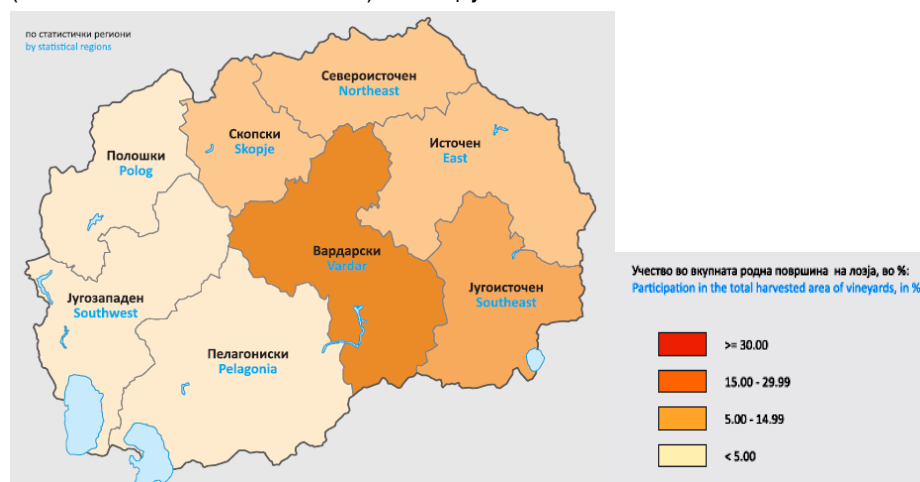 по статистички региони
by statistical regions
Североисточен
Northeast
Скопски
Skopje
Источен
East
Полошки
Polog
Вардарски
Vardar
Југозападен
Southwest
Југоисточен
Southeast
Пелагониски
Pelagonia
Учество во вкупната родна површина на лозја, во %:
Participation in the total harvested area of vineyards, in %
>= 30.00
15.00 - 29.99
5.00 - 14.99
< 5.00